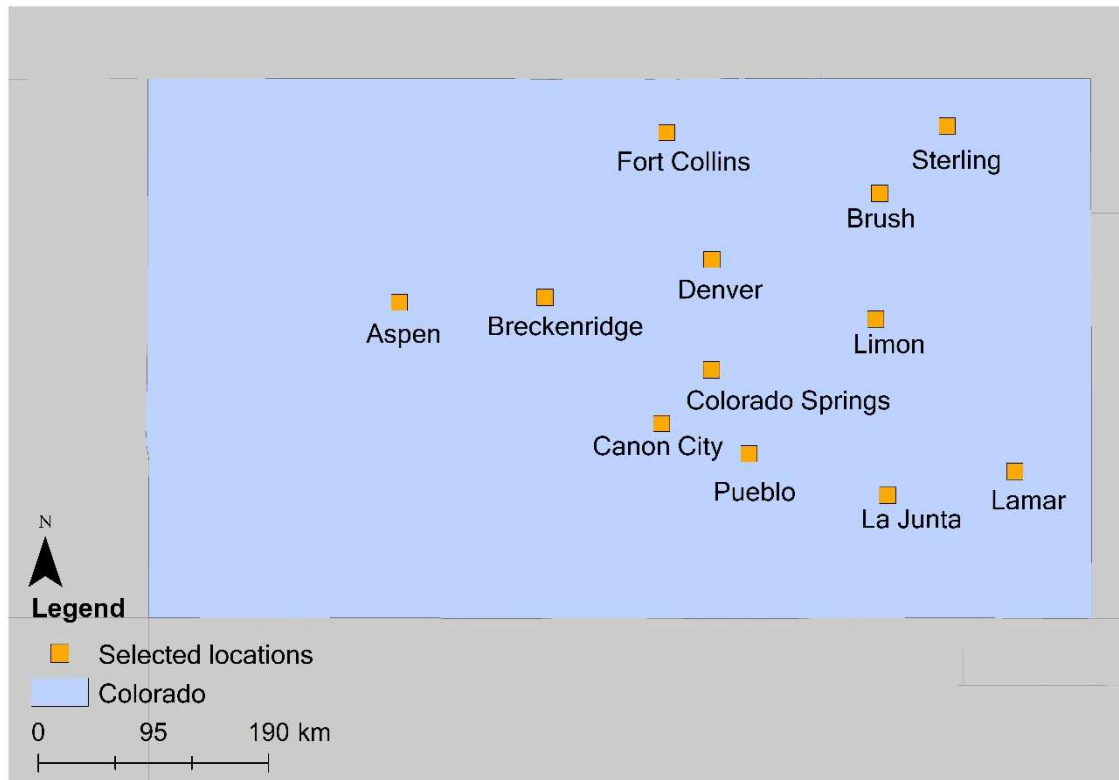 Fort Collins
Sterling
Brush
Denver
Breckenridge
Aspen
Limon
Colorado Springs
Canon City
Pueblo
La Junta
Lamar
N
Legend
Selected locations
Colorado
0 95 190 km